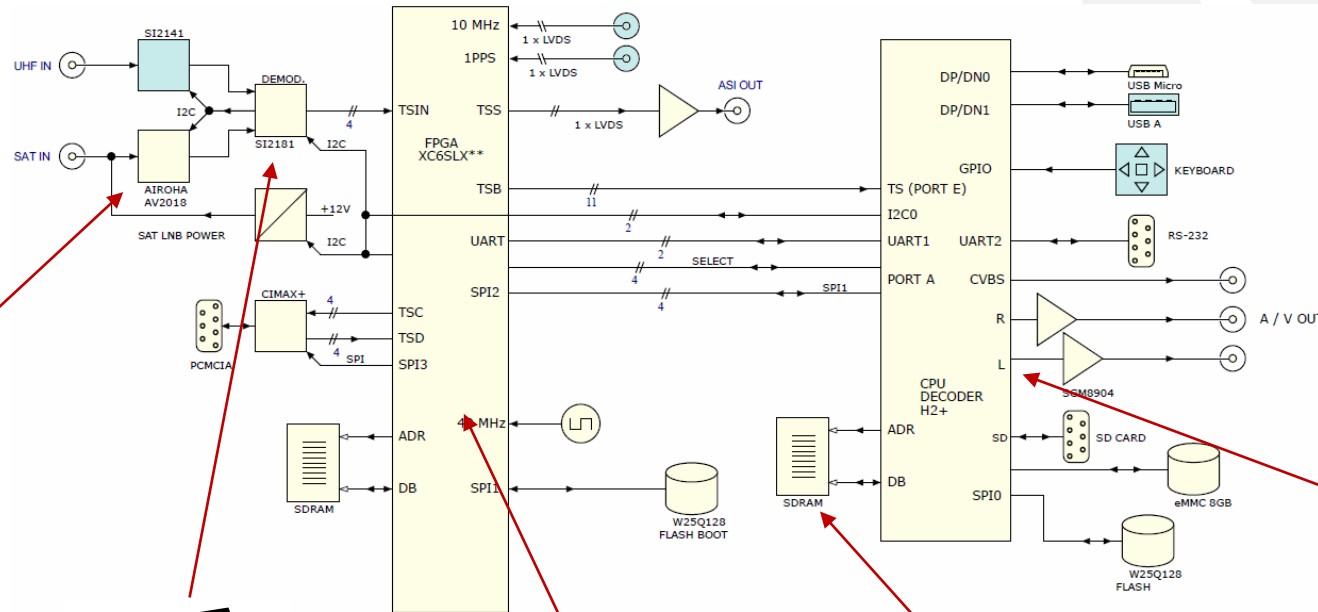 SI2141
UHF IN
I2C
SAT IN
AIROHA
AV2018
DEMOD.
SI2181
4
I2C
+12V
I2C
SAT LNB POWER
CIMAX+
4
4
SPI
PCMCIA
SDRAM
10 MHz
1PPS
TSIN
TSS
FPGA
XC6SLX**
TSB
UART
SPI2
TSC
TSD
SPI3
ADR
DB
SPI1
1 x LVDS
1 x LVDS
1 x LVDS
ASI OUT
11
2
2
SELECT
4
SPI1
4
W25Q128
FLASH BOOT
SDRAM
DP/DN0
DP/DN1
GPIO
TS (PORT E)
I2C0
UART1
UART2
PORT A
CVBS
R
L
CPU
DECODER
H2+
ADR
DB
SD
SPI0
USB Micro
USB A
KEYBOARD
RS-232
A / V OUT
SGM8904
SD CARD
eMMC 8GB
W25Q128
FLASH